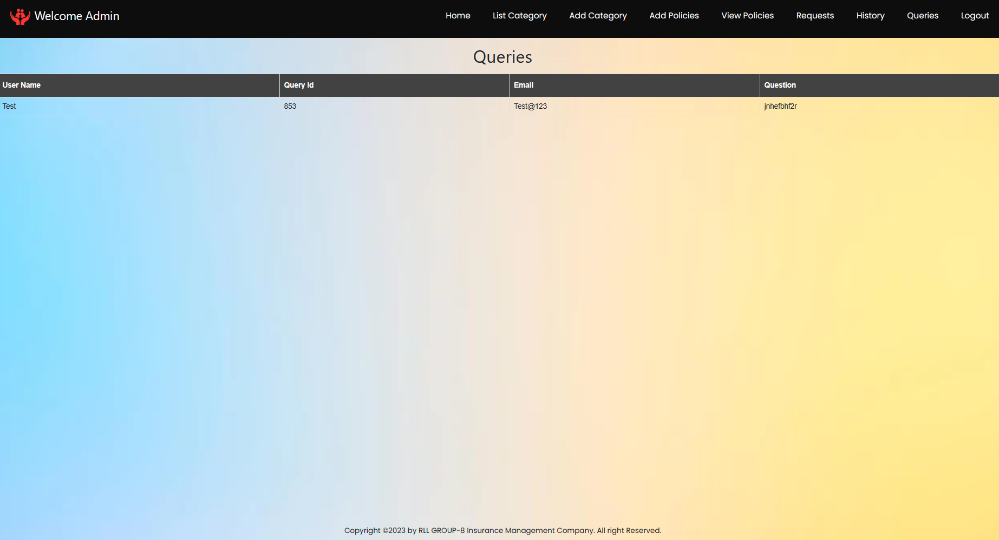 Welcome Admin Home List Category Add Category Add Policies View Policies Requests History Queries Logout
Queries
User Name Query Id Email Question
Test 853 Test@123 jnhefbhf2r
Copyright ©2023 by RLL GROUP-8 Insurance Management Company. All right Reserved.